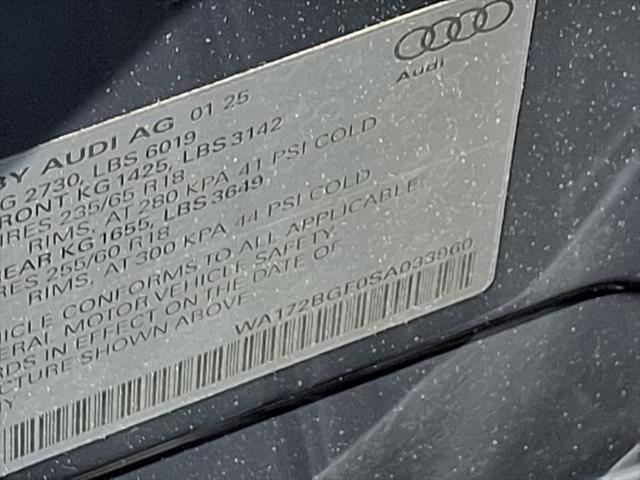 Audi
BY AUDI AG 01 25
2730, LBS 6019
FRONT KG 1425, LBS 3142
235/65 R18
RIMS, AT 280 KPA 41 PSI COLD
KG 1655, LBS 3649
255/60 R18
RIMS, AT 300 KPA 44 PSI COLD
CONFORMS TO ALL APPLICABLE
MOTOR VEHICLE SAFETY
IN EFFECT ON THE DATE OF
SHOWN ABOVE
WA172BGF0SA033960